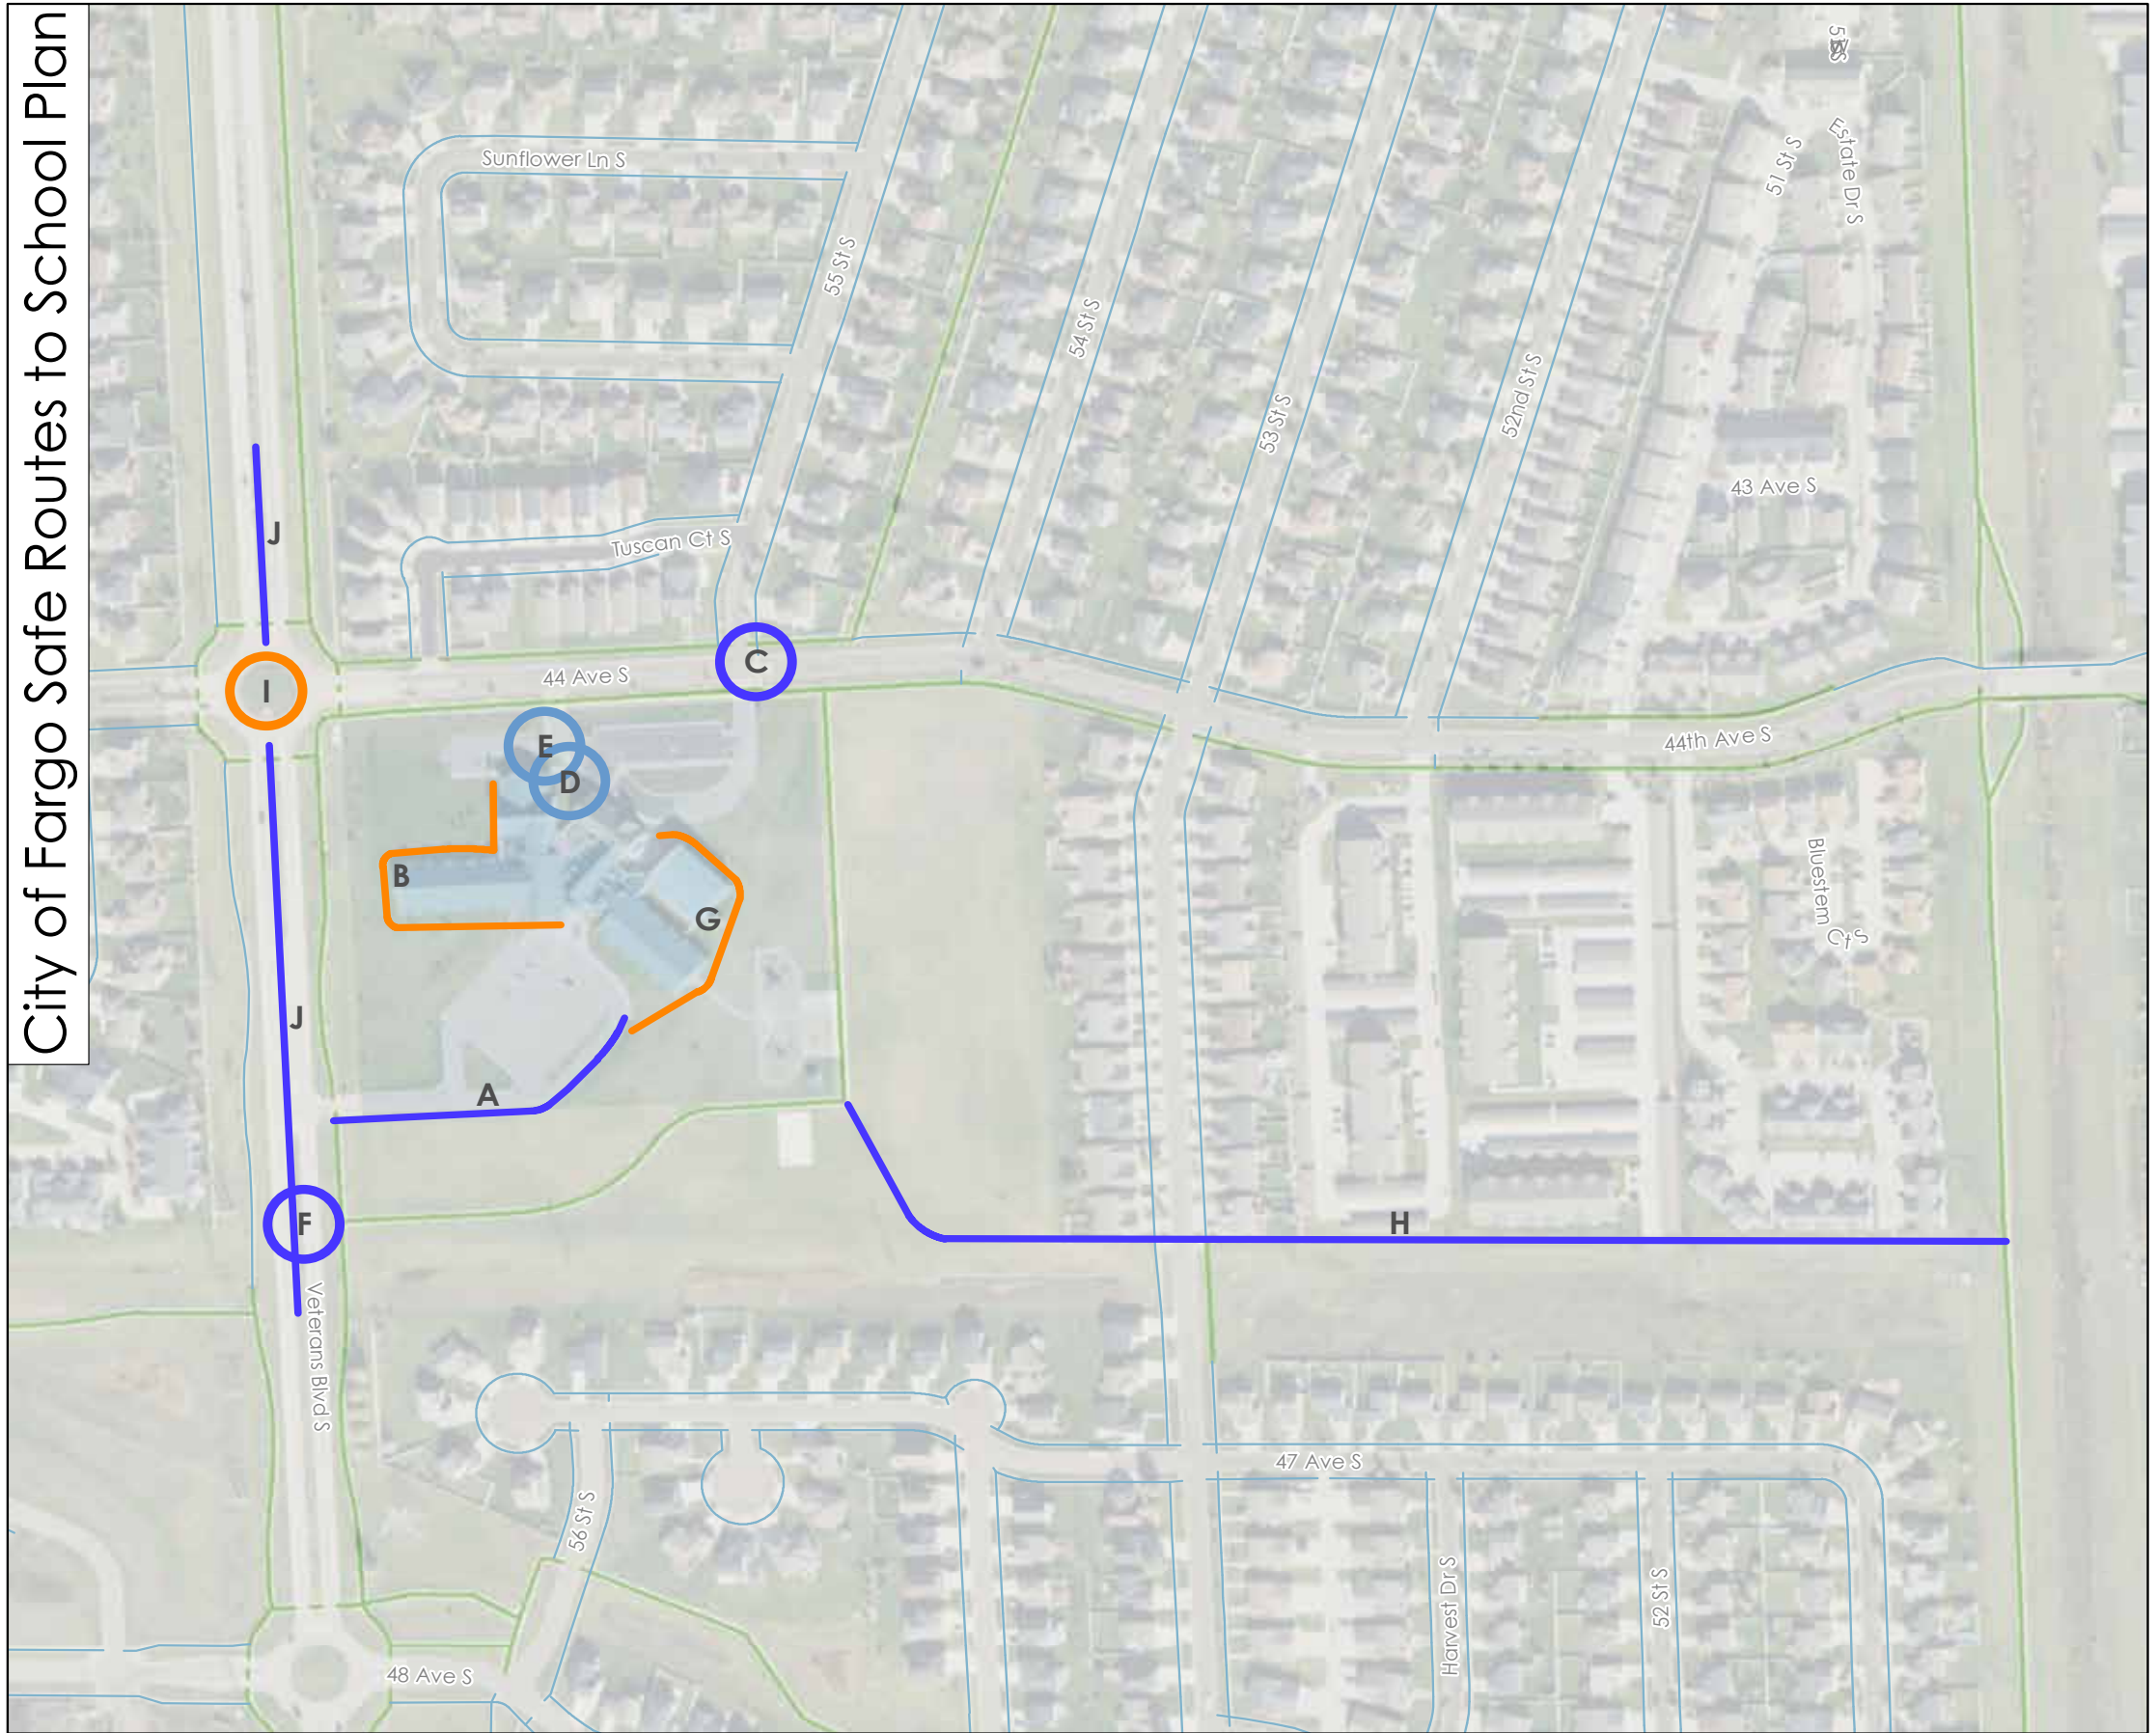 City of Fargo Safe Routes to School Plan
Sunflower Ln S
55 St S
54 St S
53 St S
52nd St S
51 St S
Estate Dr S
43 Ave S
J
Tuscan Ct S
I
44 Ave S
C
44th Ave S
E
D
B
G
Bluestem
Ct S
J
A
F
H
Veterans Blvd S
47 Ave S
56 St S
Harvest Dr S
52 St S
48 Ave S